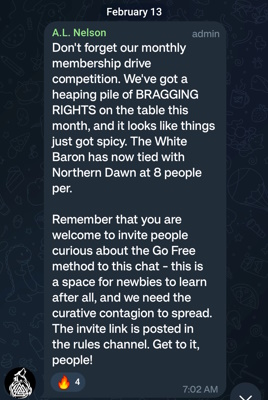 February 13
A.L. Nelson admin
Don't forget our monthly
membership drive
competition. We've got a
heaping pile of BRAGGING
RIGHTS on the table this
month, and it looks like things
just got spicy. The White
Baron has now tied with
Northern Dawn at 8 people
per.
Remember that you are
welcome to invite people
curious about the Go Free
method to this chat - this is
a space for newbies to learn
after all, and we need the
curative contagion to spread.
The invite link is posted in
the rules channel. Get to it,
people!
🔥 4
7:02 AM